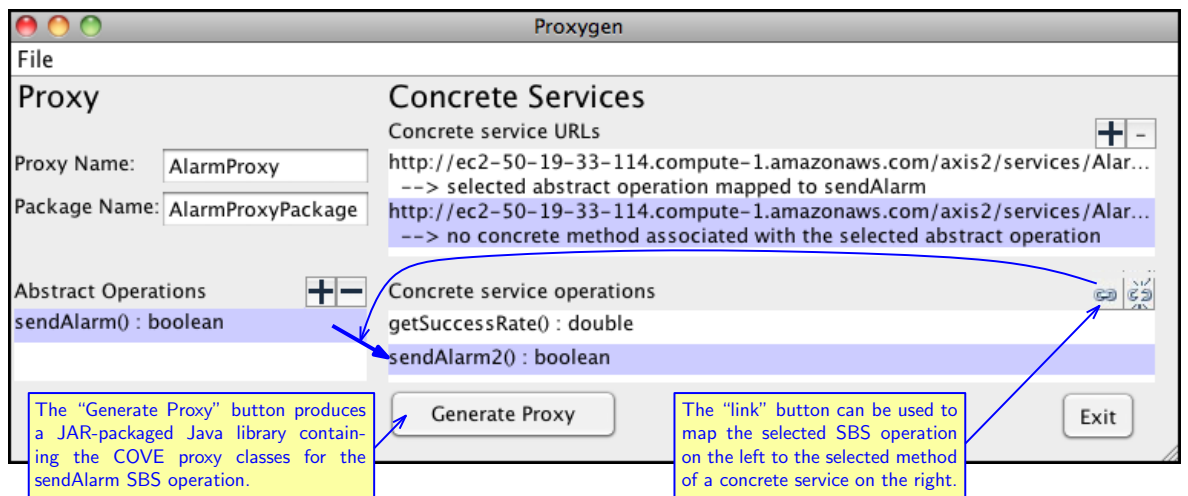 Proxygen
File
Proxy
Concrete Services
Concrete service URLs
+ -
Proxy Name: AlarmProxy
http://ec2-50-19-33-114.compute-1.amazonaws.com/axis2/services/Alar...
--> selected abstract operation mapped to sendAlarm
Package Name: AlarmProxyPackage
http://ec2-50-19-33-114.compute-1.amazonaws.com/axis2/services/Alar...
--> no concrete method associated with the selected abstract operation
Abstract Operations + -
sendAlarm() : boolean
Concrete service operations
getSuccessRate() : double
sendAlarm2() : boolean
Generate Proxy
Exit
The “Generate Proxy” button produces
a JAR-packaged Java library contain-
ing the COVE proxy classes for the
sendAlarm SBS operation.
The “link” button can be used to
map the selected SBS operation
on the left to the selected method
of a concrete service on the right.